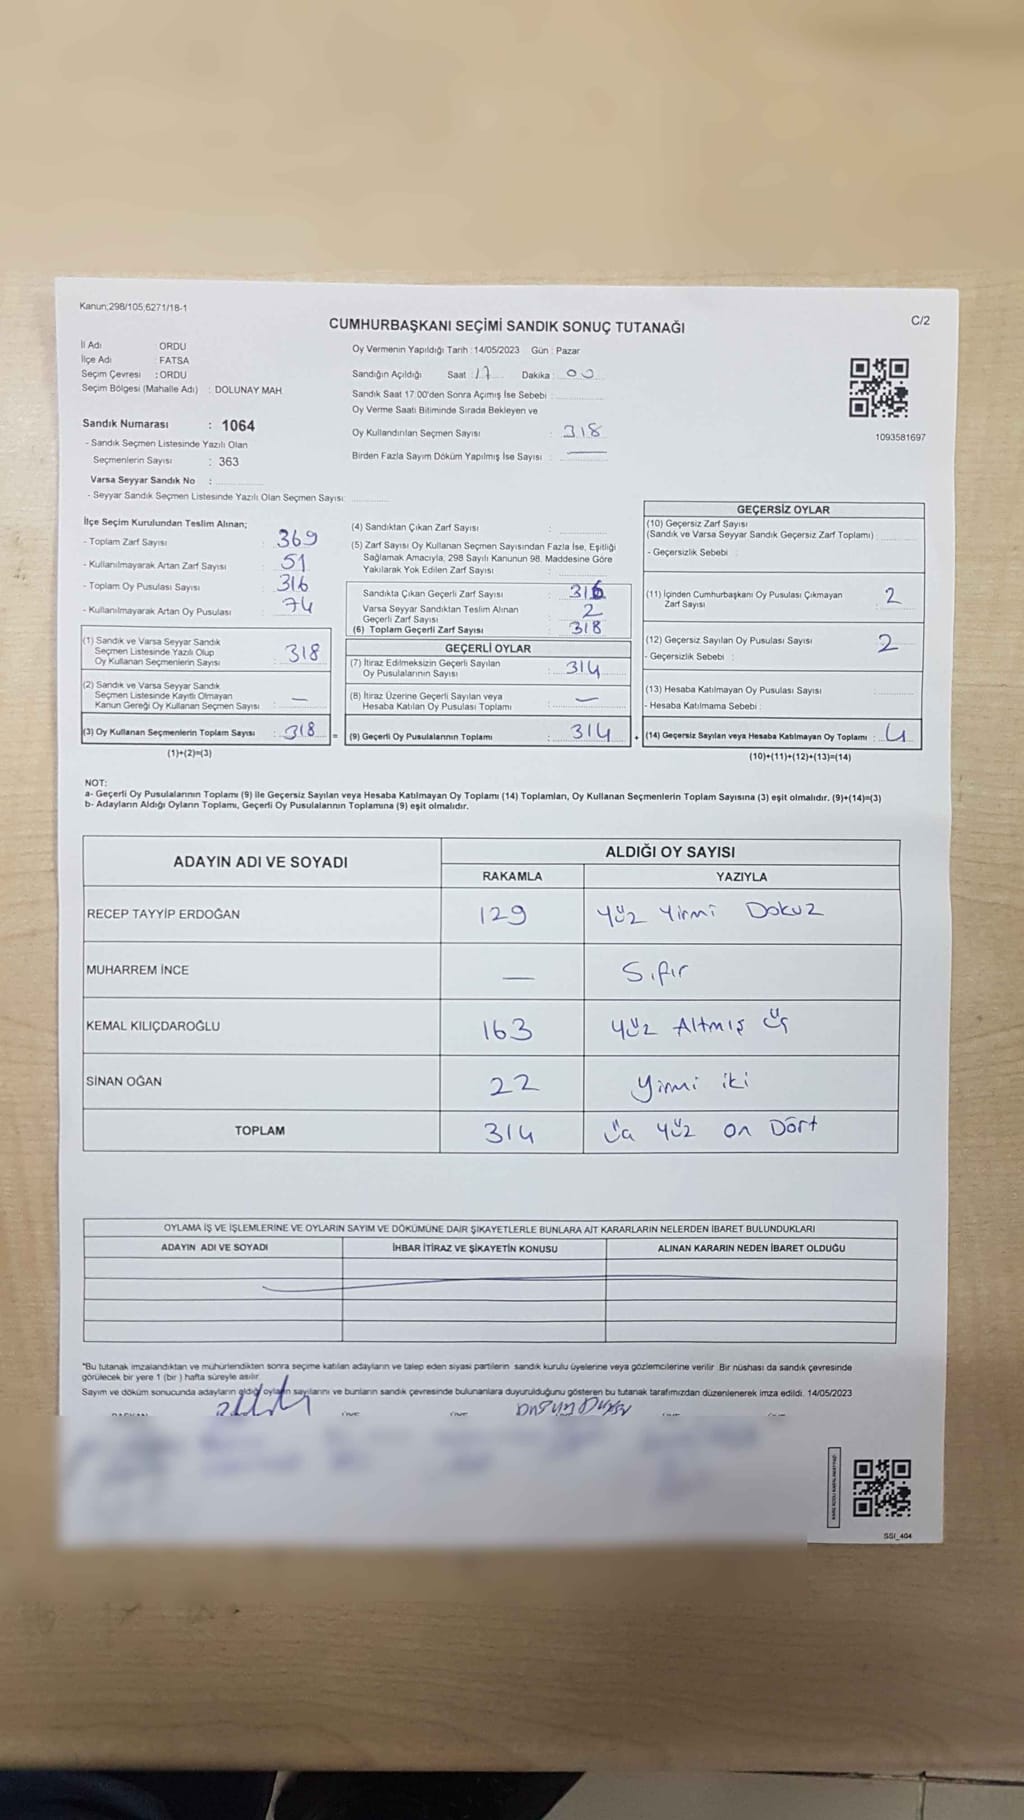 Kanun;298/105,6271/18-1
C/2
CUMHURBAŞKANI SEÇİMİ SANDIK SONUÇ TUTANAĞI
İl Adı : ORDU
İlçe Adı : FATSA
Seçim Çevresi : ORDU
Seçim Bölgesi (Mahalle Adı) : DOLUNAY MAH.
Sandık Numarası : 1064
- Sandık Seçmen Listesinde Yazılı Olan
Seçmenlerin Sayısı : 363
Varsa Seyyar Sandık No :
- Seyyar Sandık Seçmen Listesinde Yazılı Olan Seçmen Sayısı:
Oy Vermenin Yapıldığı Tarih : 14/05/2023 Gün : Pazar
Sandığın Açıldığı Saat : 17 Dakika : 00
Sandık Saat 17.00'den Sonra Açımış İse Sebebi :
Oy Verme Saati Bitiminde Sırada Bekleyen ve
Oy Kullandırılan Seçmen Sayısı : 318
Birden Fazla Sayım Döküm Yapılmış İse Sayısı : —
1093581697
İlçe Seçim Kurulundan Teslim Alınan;
- Toplam Zarf Sayısı : 369
- Kullanılmayarak Artan Zarf Sayısı : 51
- Toplam Oy Pusulası Sayısı : 316
- Kullanılmayarak Artan Oy Pusulası : 74
(1) Sandık ve Varsa Seyyar Sandık
Seçmen Listesinde Yazılı Olup
Oy Kullanan Seçmenlerin Sayısı : 318
(2) Sandık ve Varsa Seyyar Sandık
Seçmen Listesinde Kayıtlı Olmayan
Kanun Gereği Oy Kullanan Seçmen Sayısı : —
(3) Oy Kullanan Seçmenlerin Toplam Sayısı : 318 =
(1)+(2)=(3)
(4) Sandıktan Çıkan Zarf Sayısı :
(5) Zarf Sayısı Oy Kullanan Seçmen Sayısından Fazla İse, Eşitliği
Sağlamak Amacıyla, 298 Sayılı Kanunun 98. Maddesine Göre
Yakılarak Yok Edilen Zarf Sayısı :
Sandıkta Çıkan Geçerli Zarf Sayısı : 316
Varsa Seyyar Sandıktan Teslim Alınan
Geçerli Zarf Sayısı : 2
(6) Toplam Geçerli Zarf Sayısı : 318
GEÇERLİ OYLAR
(7) İtiraz Edilmeksizin Geçerli Sayılan
Oy Pusulalarının Sayısı : 314
(8) İtiraz Üzerine Geçerli Sayılan veya
Hesaba Katılan Oy Pusulası Toplamı : —
(9) Geçerli Oy Pusulalarının Toplamı : 314 +
GEÇERSİZ OYLAR
(10) Geçersiz Zarf Sayısı
(Sandık ve Varsa Seyyar Sandık Geçersiz Zarf Toplamı) :
- Geçersizlik Sebebi :
(11) İçinden Cumhurbaşkanı Oy Pusulası Çıkmayan
Zarf Sayısı : 2
(12) Geçersiz Sayılan Oy Pusulası Sayısı : 2
- Geçersizlik Sebebi :
(13) Hesaba Katılmayan Oy Pusulası Sayısı :
- Hesaba Katılmama Sebebi :
(14) Geçersiz Sayılan veya Hesaba Katılmayan Oy Toplamı : 4
(10)+(11)+(12)+(13)=(14)
NOT:
a- Geçerli Oy Pusulalarının Toplamı (9) ile Geçersiz Sayılan veya Hesaba Katılmayan Oy Toplamı (14) Toplamları, Oy Kullanan Seçmenlerin Toplam Sayısına (3) eşit olmalıdır. (9)+(14)=(3)
b- Adayların Aldığı Oyların Toplamı, Geçerli Oy Pusulalarının Toplamına (9) eşit olmalıdır.
ADAYIN ADI VE SOYADI ALDIĞI OY SAYISI
RAKAMLA YAZIYLA
RECEP TAYYİP ERDOĞAN 129 Yüz Yirmi Dokuz
MUHARREM İNCE — Sıfır
KEMAL KILIÇDAROĞLU 163 Yüz Altmış Üç
SİNAN OĞAN 22 Yirmi iki
TOPLAM 314 Üç Yüz on Dört
OYLAMA İŞ VE İŞLEMLERİNE VE OYLARIN SAYIM VE DÖKÜMÜNE DAİR ŞİKAYETLERLE BUNLARA AİT KARARLARIN NELERDEN İBARET BULUNDUKLARI
ADAYIN ADI VE SOYADI İHBAR İTİRAZ VE ŞİKAYETİN KONUSU ALINAN KARARIN NEDEN İBARET OLDUĞU
*Bu tutanak imzalandıktan ve mühürlendikten sonra seçime katılan adayların ve talep eden siyasi partilerin sandık kurulu üyelerine veya gözlemcilerine verilir. Bir nüshası da sandık çevresinde
görülecek bir yere 1 (bir) hafta süreyle asılır.
Sayım ve döküm sonucunda adayların aldığı oyların sayılarını ve bunların sandık çevresinde bulunanlara duyurulduğunu gösteren bu tutanak tarafımızdan düzenlenerek imza edildi. 14/05/2023
SSI_404